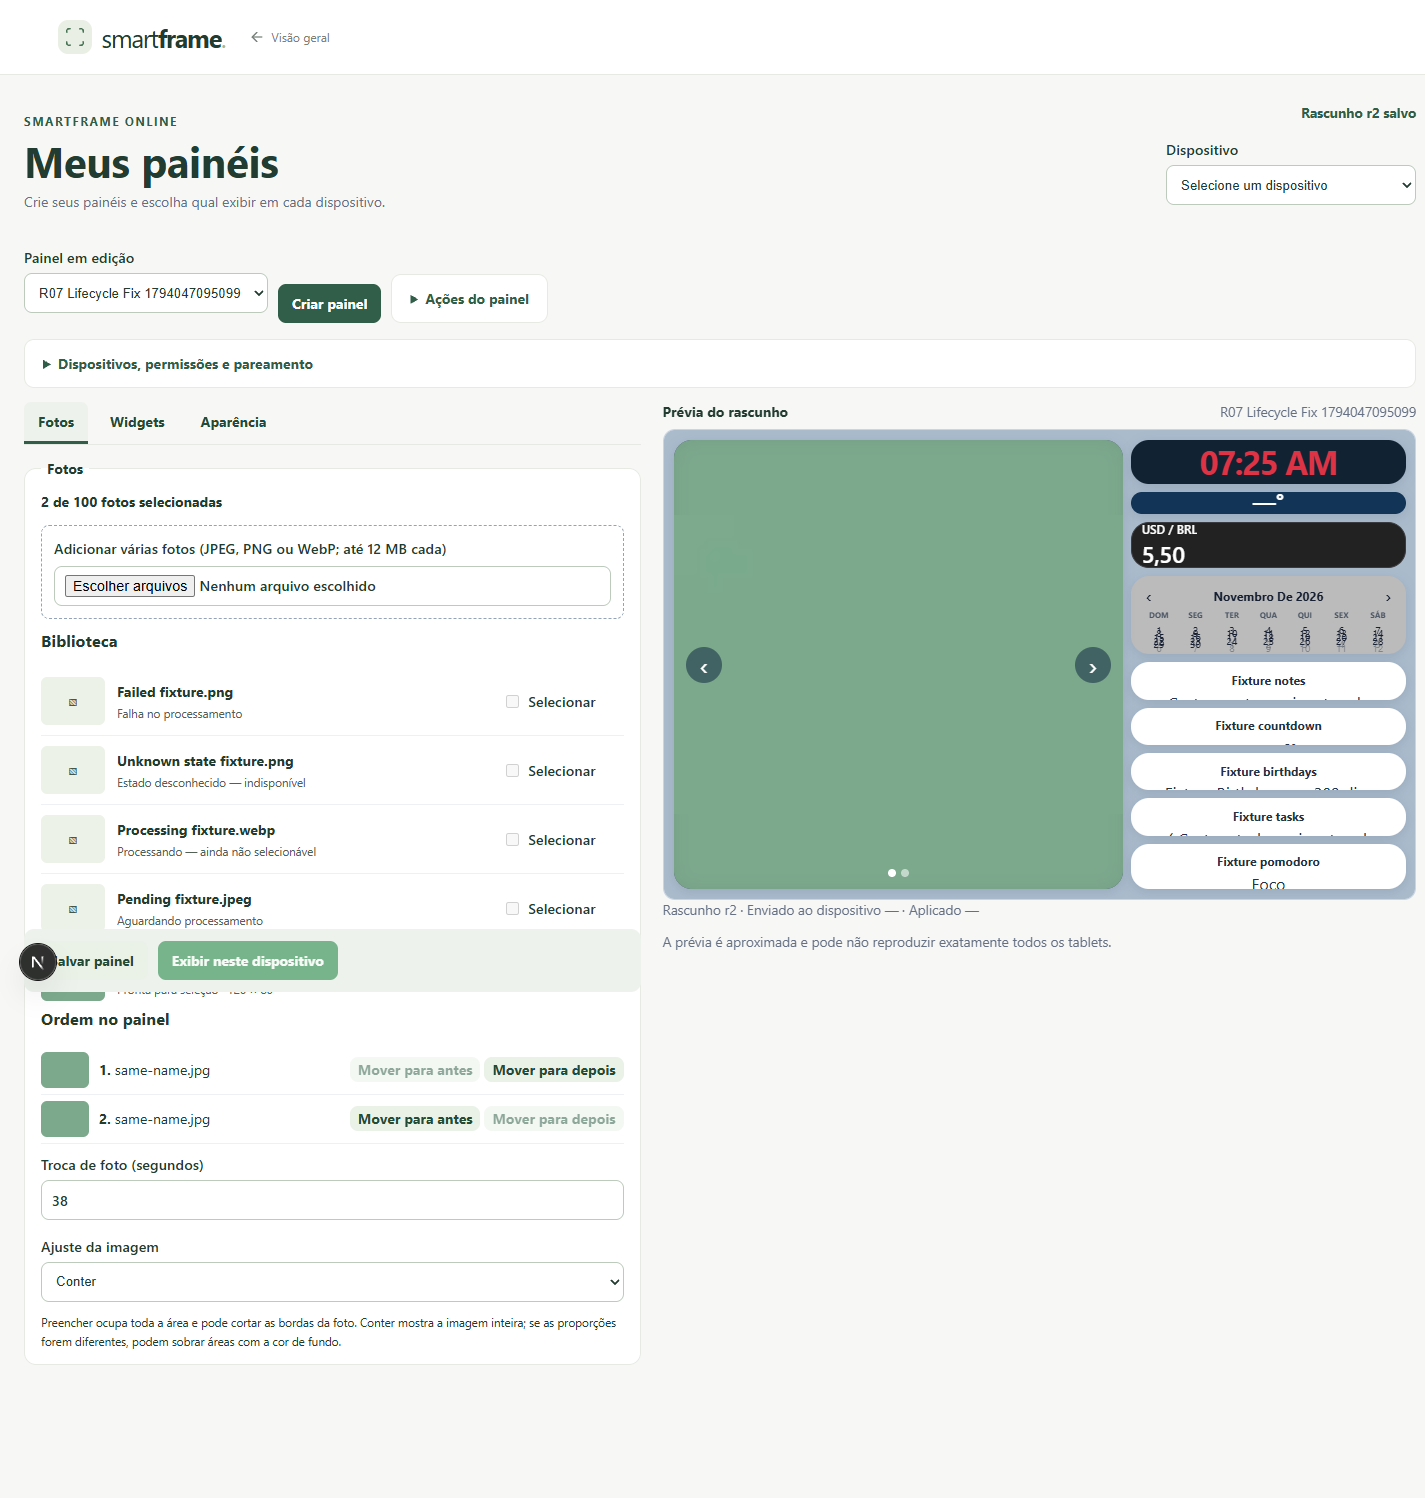 smartframe.
← Visão geral
SMARTFRAME ONLINE
Meus painéis
Crie seus painéis e escolha qual exibir em cada dispositivo.
Rascunho r2 salvo
Dispositivo
Selecione um dispositivo
Painel em edição
R07 Lifecycle Fix 1794047095099
Criar painel
▶ Ações do painel
▶ Dispositivos, permissões e pareamento
Fotos Widgets Aparência
Fotos
2 de 100 fotos selecionadas
Adicionar várias fotos (JPEG, PNG ou WebP; até 12 MB cada)
Escolher arquivos Nenhum arquivo escolhido
Biblioteca
Failed fixture.png
Falha no processamento
Selecionar
Unknown state fixture.png
Estado desconhecido — indisponível
Selecionar
Processing fixture.webp
Processando — ainda não selecionável
Selecionar
Pending fixture.jpeg
Aguardando processamento
Selecionar
N
alvar painel
Exibir neste dispositivo
Ordem no painel
1. same-name.jpg
Mover para antes Mover para depois
2. same-name.jpg
Mover para antes Mover para depois
Troca de foto (segundos)
38
Ajuste da imagem
Conter
Preencher ocupa toda a área e pode cortar as bordas da foto. Conter mostra a imagem inteira; se as proporções
forem diferentes, podem sobrar áreas com a cor de fundo.
Prévia do rascunho
R07 Lifecycle Fix 1794047095099
‹ ›
07:25 AM
—°
USD / BRL
5,50
‹ Novembro De 2026 ›
DOM SEG TER QUA QUI SEX SÁB
Fixture notes
Fixture countdown
Fixture birthdays
Fixture tasks
Fixture pomodoro
Foco
Rascunho r2 · Enviado ao dispositivo — · Aplicado —
A prévia é aproximada e pode não reproduzir exatamente todos os tablets.